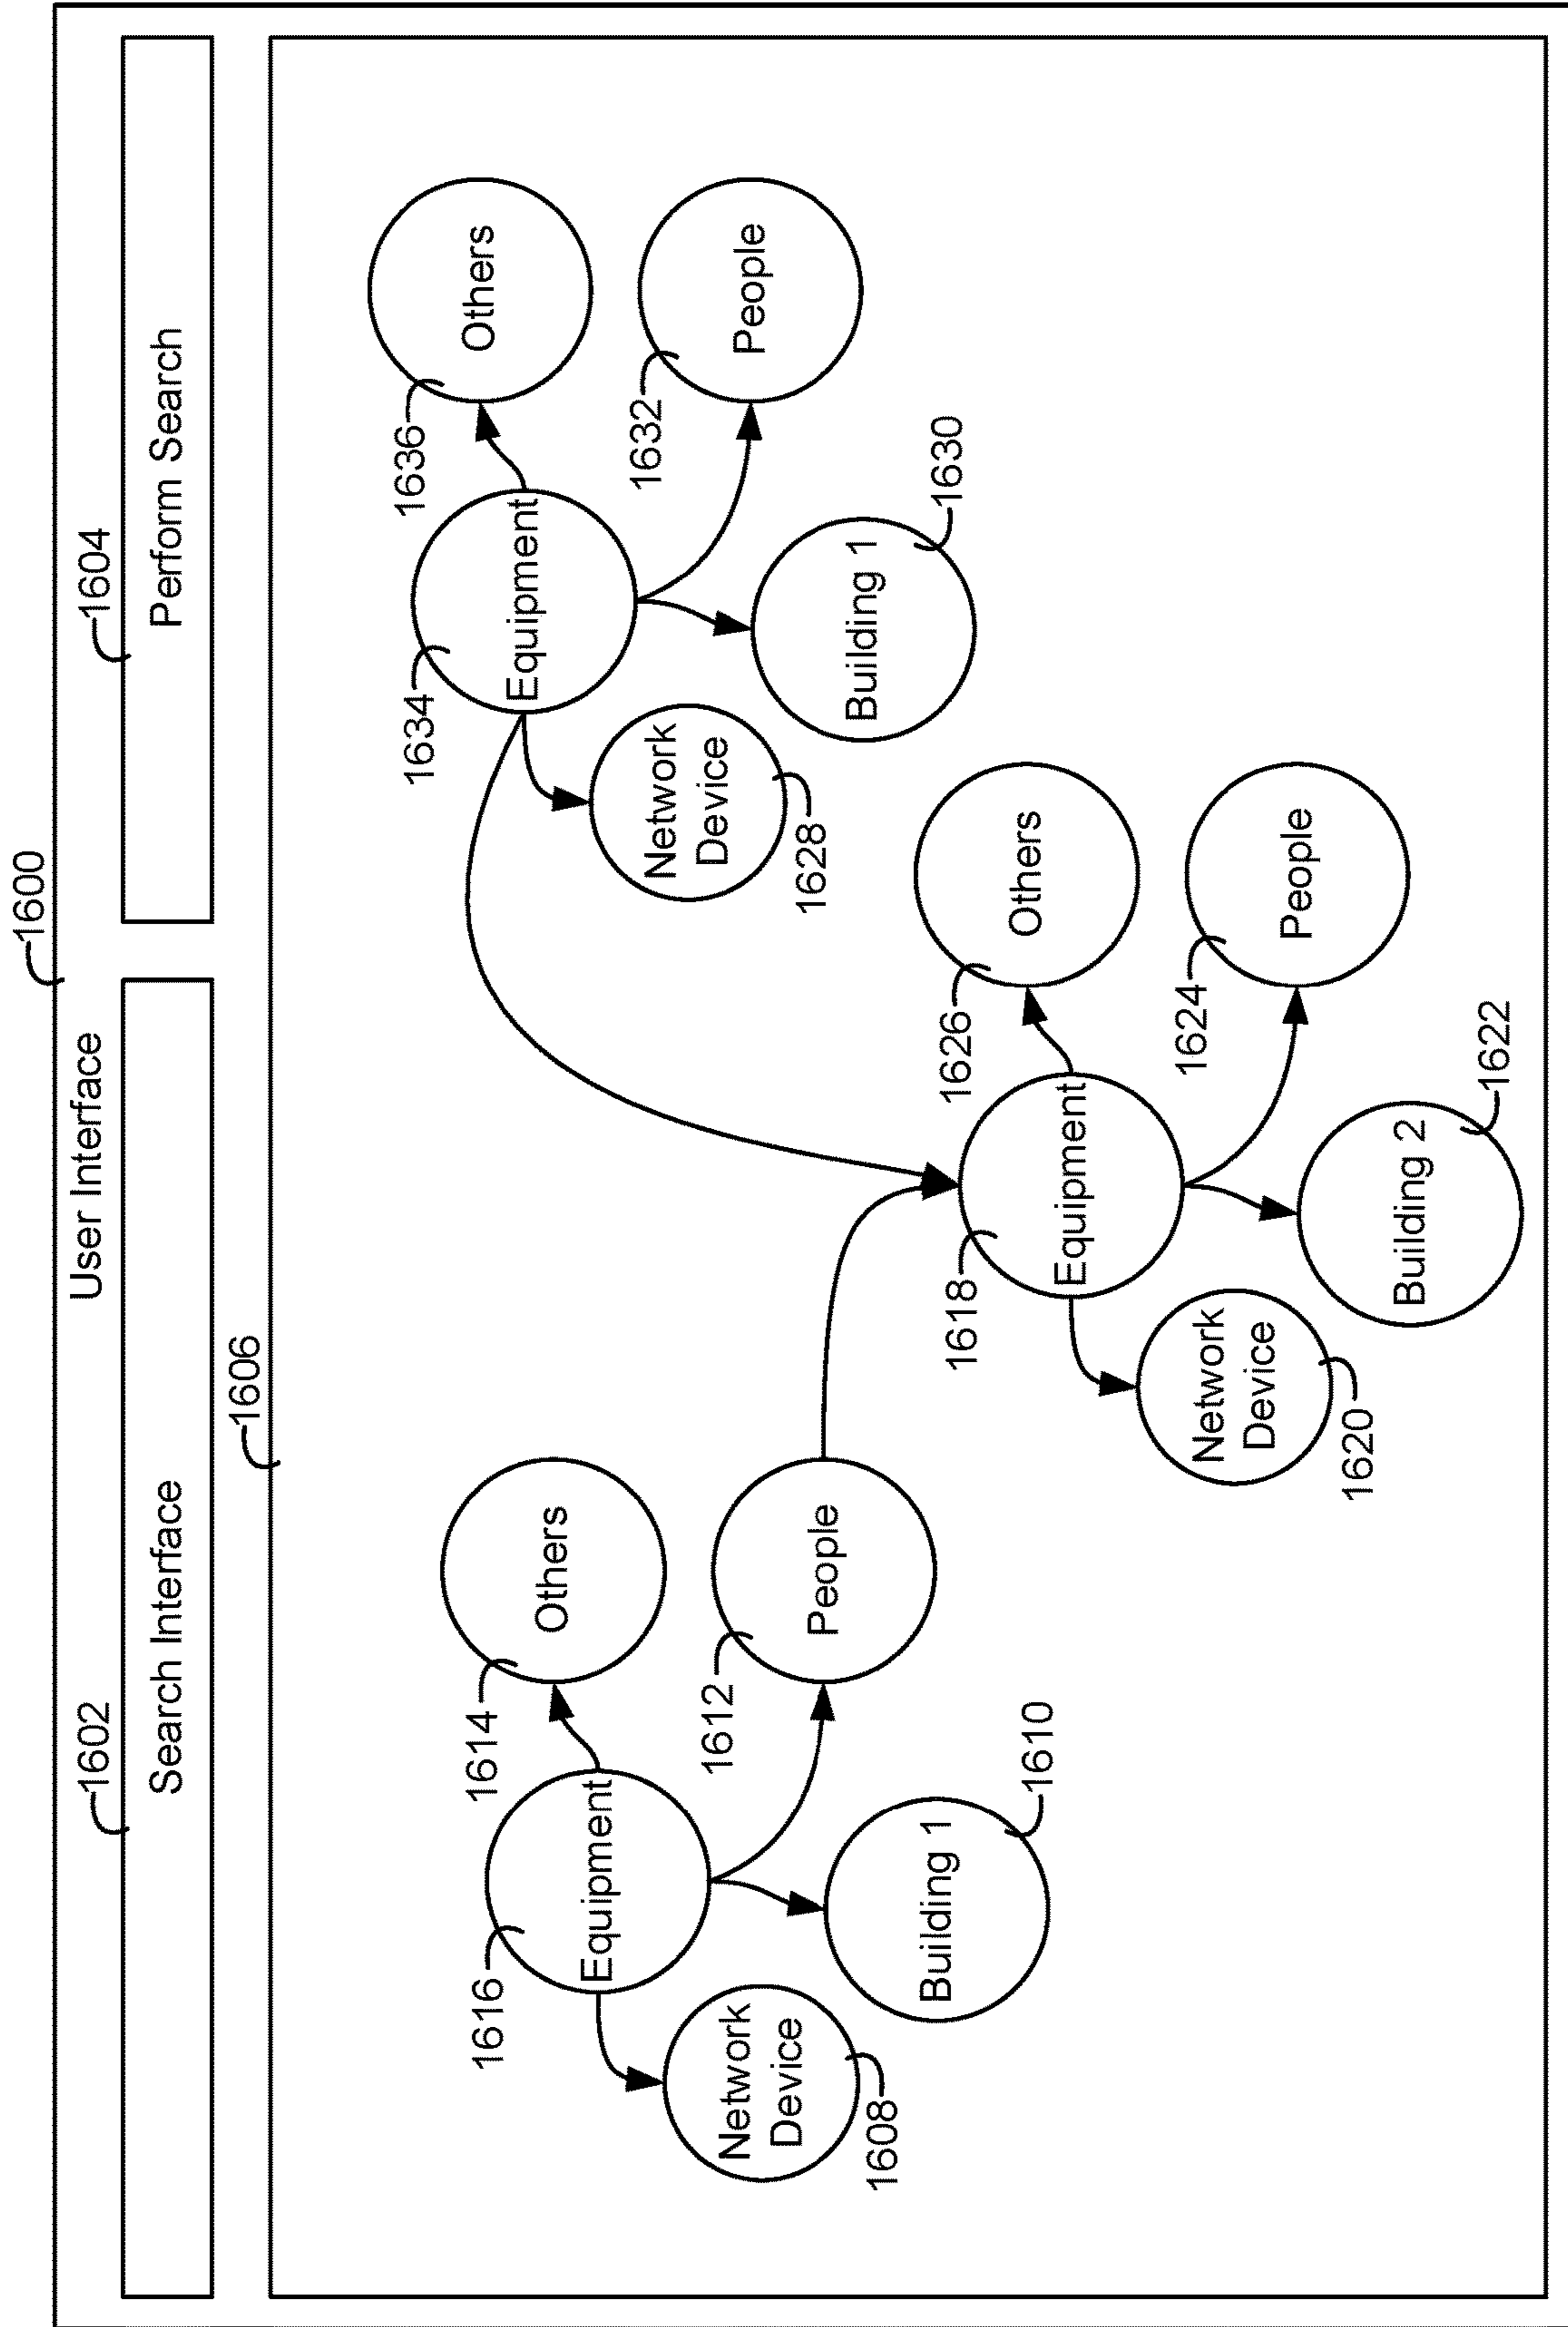 1600
User Interface
1602
1604
Search Interface
Perform Search
1606
1636
Others
1634
Equipment
1632
People
Network
Device
1628
Building 1
1630
1614
Others
1616
Equipment
1612
People
Network
Device
1608
Building 1
1610
1626
Others
1618
Equipment
1624
People
Network
Device
1620
Building 2
1622